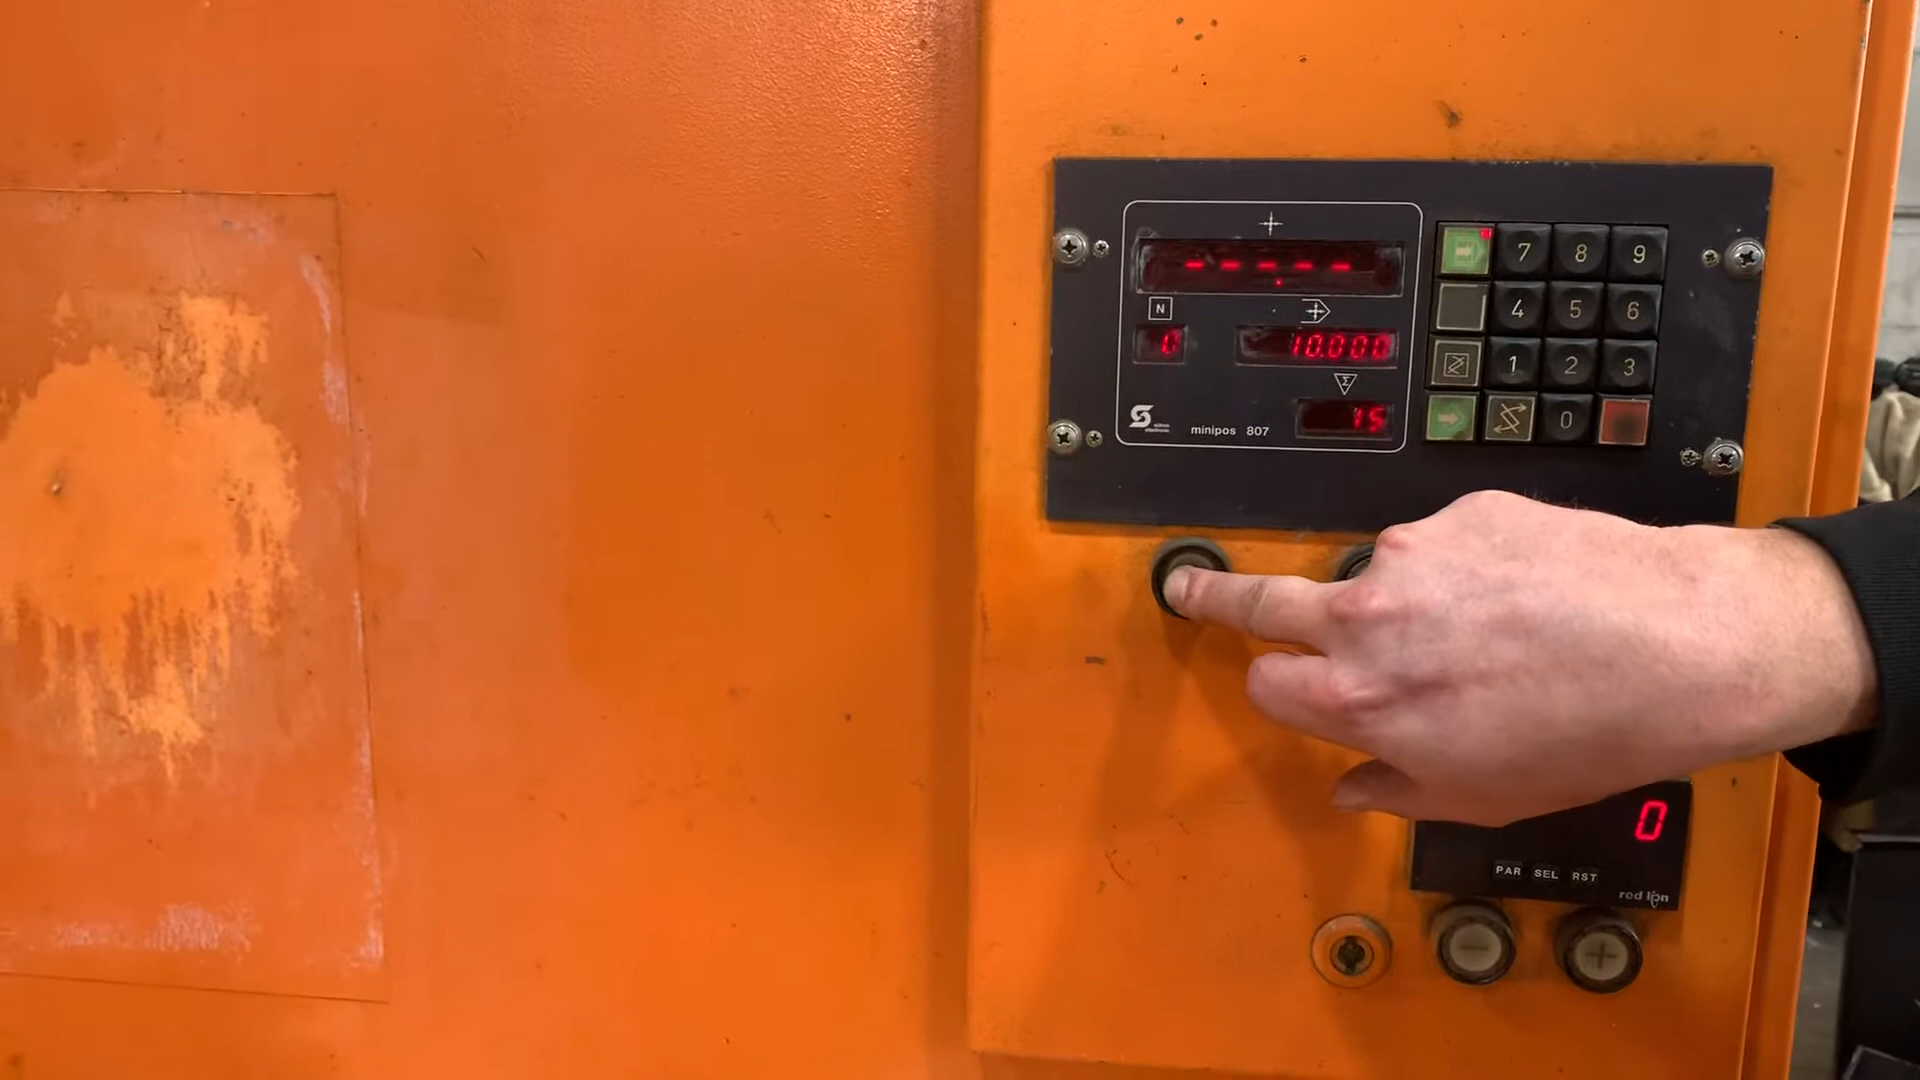 - - - - -
N
0
10.000
Σ
15
minipos 807
7 8 9
4 5 6
1 2 3
0
0
PAR SEL RST
red lion
- +